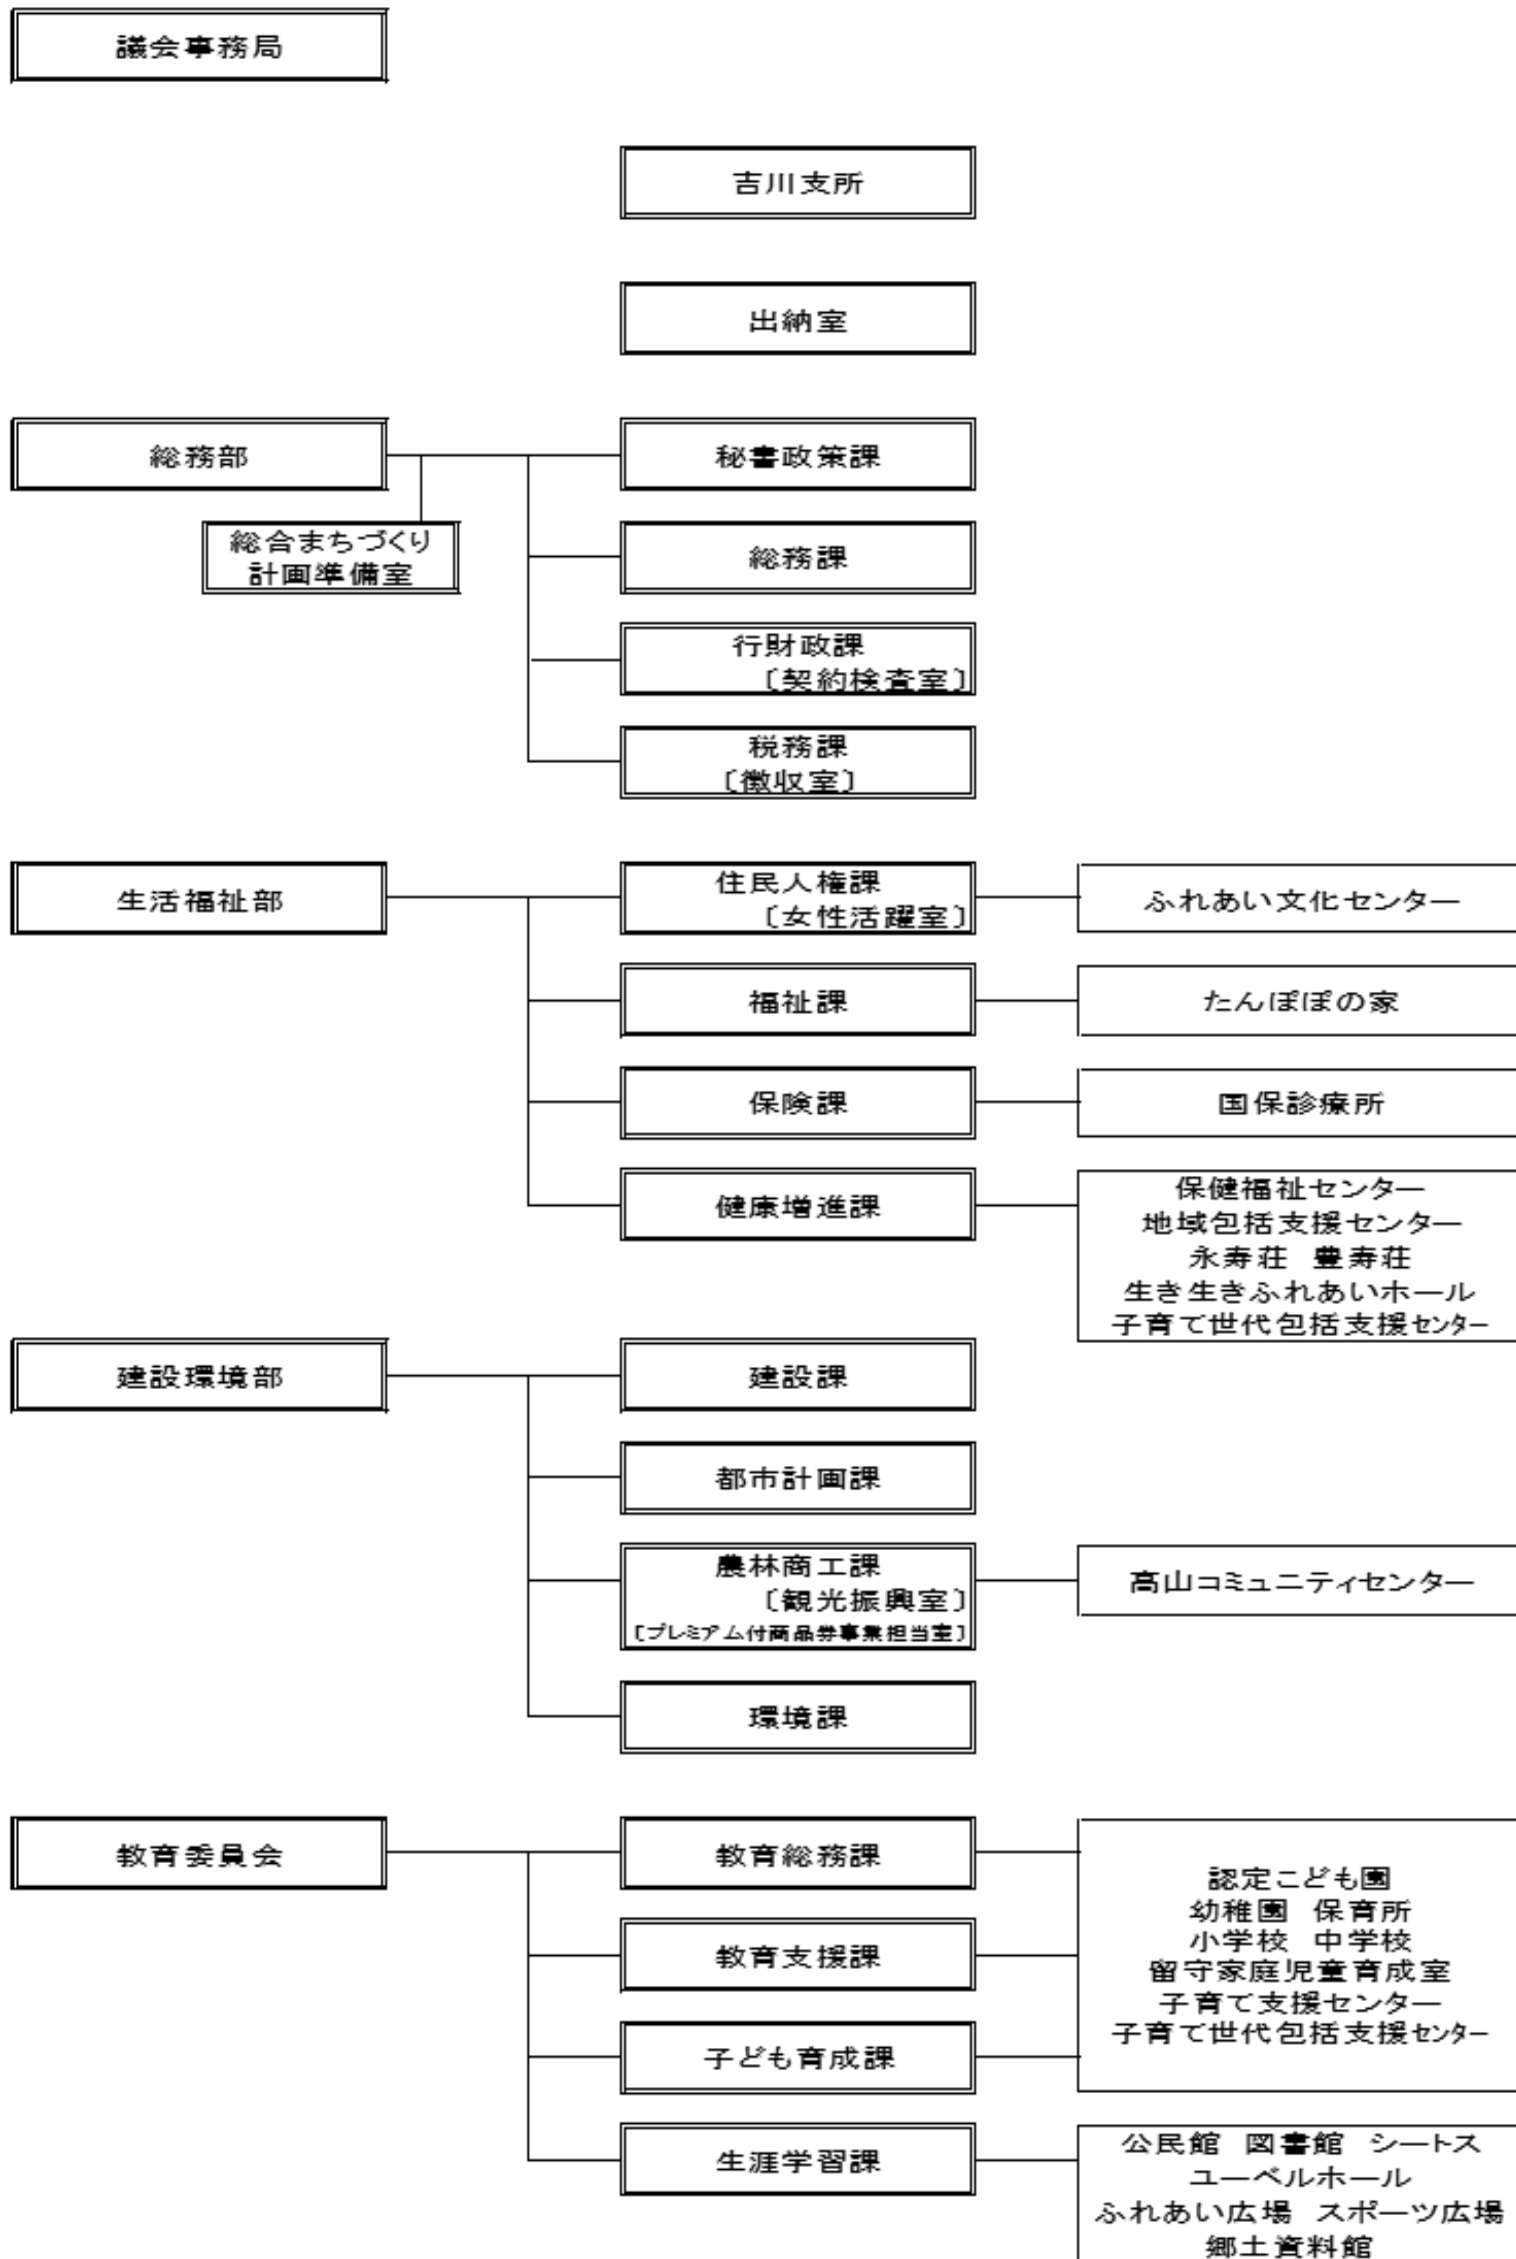 議会事務局
吉川支所
出納室
総務部
秘書政策課
総合まちづくり
計画準備室
総務課
行財政課
〔契約検査室〕
税務課
〔徴収室〕
生活福祉部
住民人権課
〔女性活躍室〕
ふれあい文化センター
福祉課
たんぽぽの家
保険課
国保診療所
健康増進課
保健福祉センター
地域包括支援センター
永寿荘　豊寿荘
生き生きふれあいホール
子育て世代包括支援センター
建設環境部
建設課
都市計画課
農林商工課
〔観光振興室〕
〔プレミアム付商品券事業担当室〕
高山コミュニティセンター
環境課
教育委員会
教育総務課
教育支援課
子ども育成課
認定こども園
幼稚園　保育所
小学校　中学校
留守家庭児童育成室
子育て支援センター
子育て世代包括支援センター
生涯学習課
公民館　図書館　シートス
ユーベルホール
ふれあい広場　スポーツ広場
郷土資料館